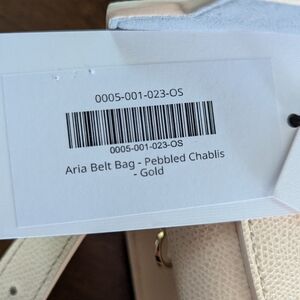 0005-001-023-OS
0005-001-023-OS
Aria Belt Bag - Pebbled Chablis
- Gold